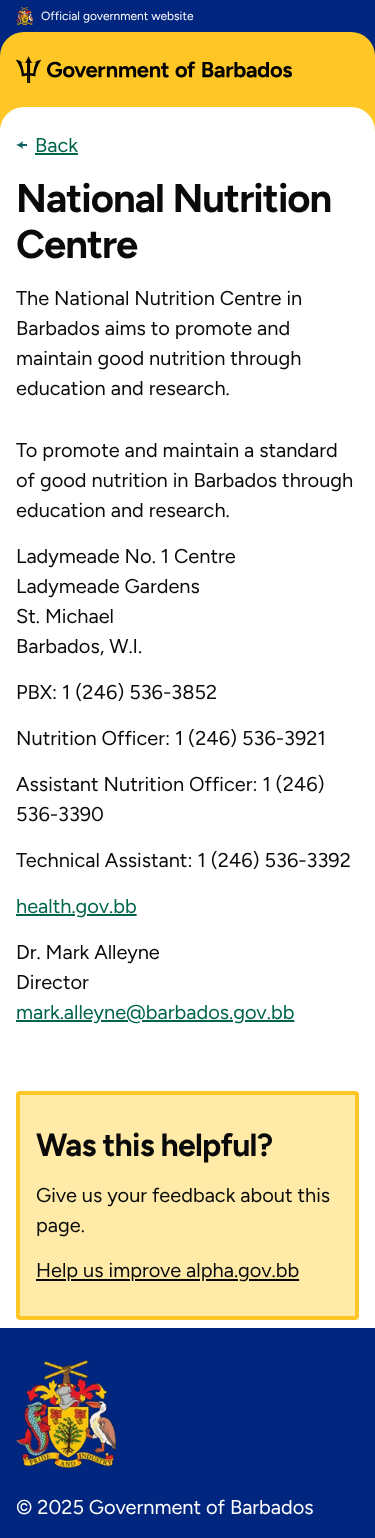 Official government website
Government of Barbados
Back
National Nutrition
Centre
The National Nutrition Centre in
Barbados aims to promote and
maintain good nutrition through
education and research.
To promote and maintain a standard
of good nutrition in Barbados through
education and research.
Ladymeade No. 1 Centre
Ladymeade Gardens
St. Michael
Barbados, W.I.
PBX: 1 (246) 536-3852
Nutrition Officer: 1 (246) 536-3921
Assistant Nutrition Officer: 1 (246)
536-3390
Technical Assistant: 1 (246) 536-3392
health.gov.bb
Dr. Mark Alleyne
Director
mark.alleyne@barbados.gov.bb
Was this helpful?
Give us your feedback about this
page.
Help us improve alpha.gov.bb
PRIDE AND INDUSTRY
© 2025 Government of Barbados